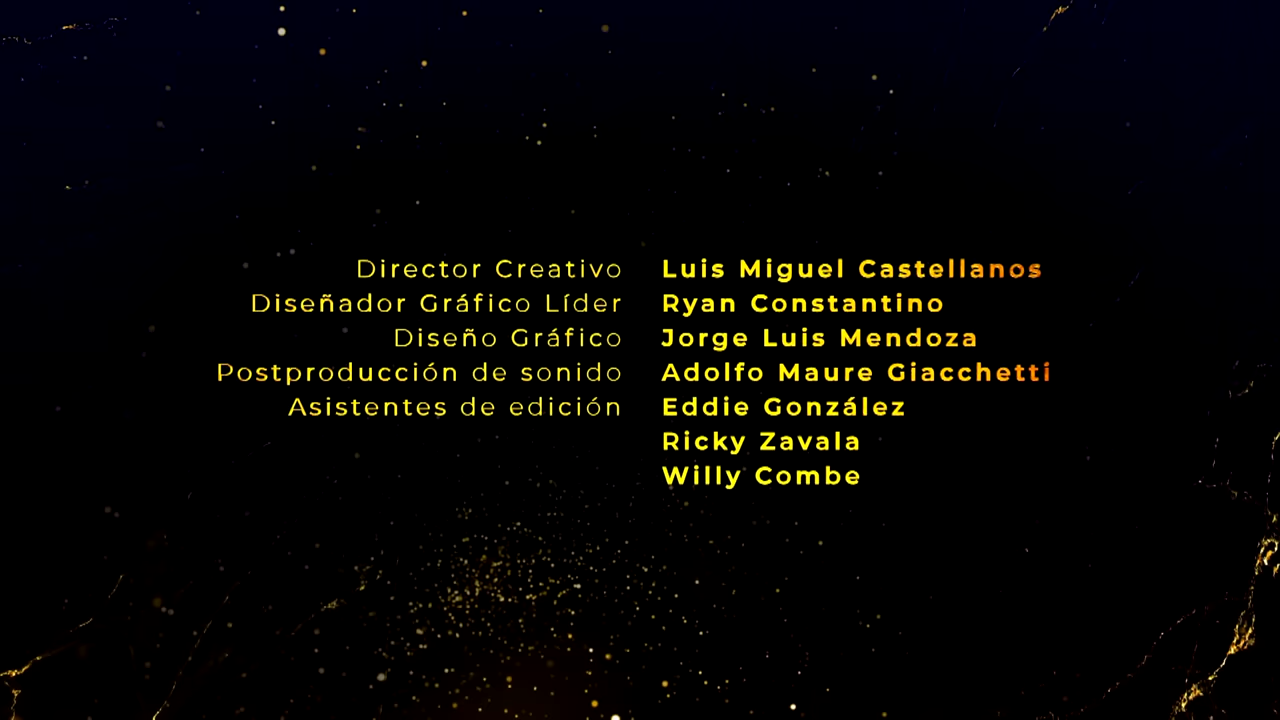 Director Creativo Luis Miguel Castellanos
Diseñador Gráfico Líder Ryan Constantino
Diseño Gráfico Jorge Luis Mendoza
Postproducción de sonido Adolfo Maure Giacchetti
Asistentes de edición Eddie González
Ricky Zavala
Willy Combe